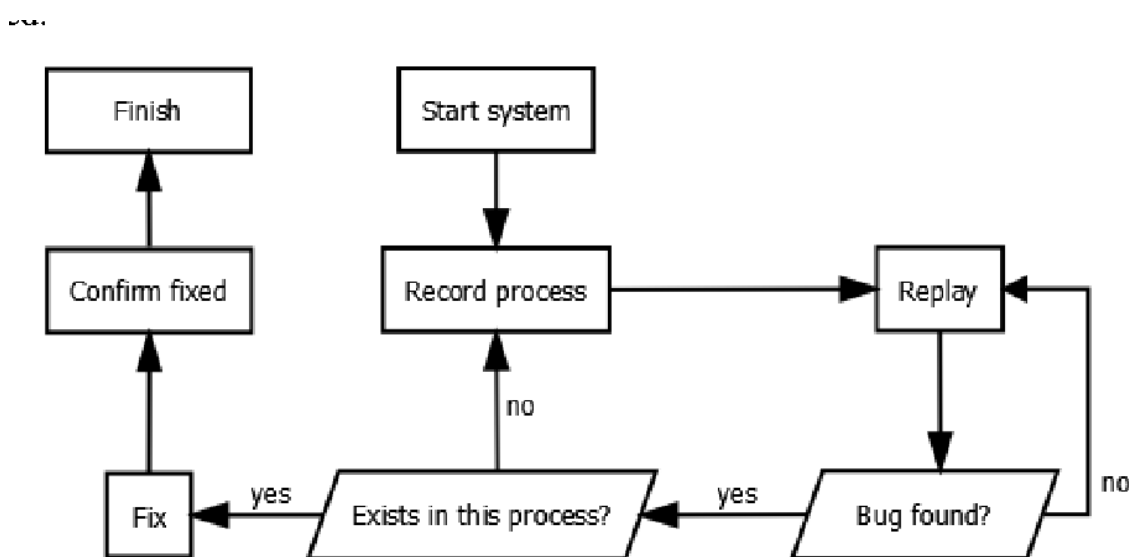 Finish
Start system
Confirm fixed
Record process
Replay
no
no
Fix
yes
Exists in this process?
yes
Bug found?